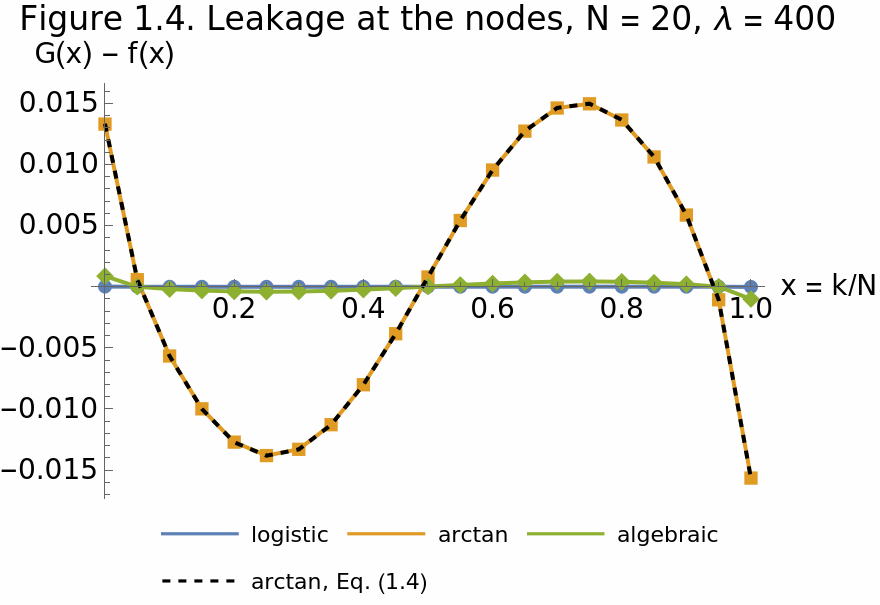 Figure 1.4. Leakage at the nodes, N = 20, λ = 400
G(x) − f(x)
0.015
0.010
0.005
x = k/N
0.2 0.4 0.6 0.8 1.0
−0.005
−0.010
−0.015
logistic arctan algebraic
arctan, Eq. (1.4)